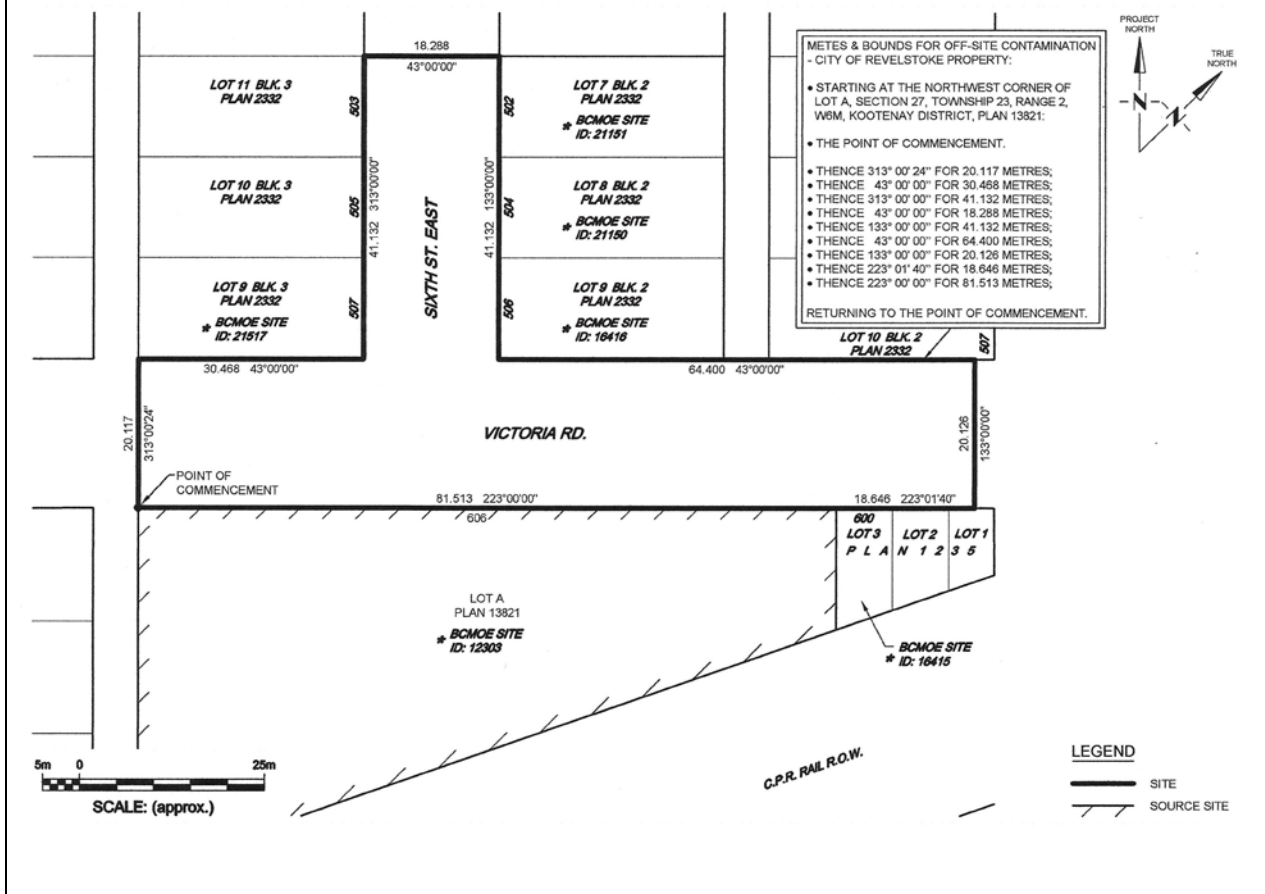 18.288
43°00'00"
LOT 11 BLK. 3
PLAN 2332
503
502
LOT 7 BLK. 2
PLAN 2332
* BCMOE SITE
ID: 21151
LOT 10 BLK. 3
PLAN 2332
505
41.132 313°00'00"
SIXTH ST. EAST
41.132 133°00'00"
504
LOT 8 BLK. 2
PLAN 2332
* BCMOE SITE
ID: 21150
LOT 9 BLK. 3
PLAN 2332
* BCMOE SITE
ID: 21517
507
506
LOT 9 BLK. 2
PLAN 2332
* BCMOE SITE
ID: 16416
METES & BOUNDS FOR OFF-SITE CONTAMINATION
- CITY OF REVELSTOKE PROPERTY:
• STARTING AT THE NORTHWEST CORNER OF
LOT A, SECTION 27, TOWNSHIP 23, RANGE 2,
W6M, KOOTENAY DISTRICT, PLAN 13821:
• THE POINT OF COMMENCEMENT.
• THENCE 313° 00' 24" FOR 20.117 METRES;
• THENCE 43° 00' 00" FOR 30.468 METRES;
• THENCE 313° 00' 00" FOR 41.132 METRES;
• THENCE 43° 00' 00" FOR 18.288 METRES;
• THENCE 133° 00' 00" FOR 41.132 METRES;
• THENCE 43° 00' 00" FOR 64.400 METRES;
• THENCE 133° 00' 00" FOR 20.126 METRES;
• THENCE 223° 01' 40" FOR 18.646 METRES;
• THENCE 223° 00' 00" FOR 81.513 METRES;
RETURNING TO THE POINT OF COMMENCEMENT.
PROJECT
NORTH
TRUE
NORTH
N
N
LOT 10 BLK. 2
PLAN 2332
507
30.468 43°00'00"
64.400 43°00'00"
20.117
313°00'24"
VICTORIA RD.
20.126
133°00'00"
POINT OF
COMMENCEMENT
81.513 223°00'00"
18.646 223°01'40"
606
600
LOT 3
LOT 2
LOT 1
PLAN 1235
LOT A
PLAN 13821
* BCMOE SITE
ID: 12303
BCMOE SITE
* ID: 16415
C.P.R. RAIL R.O.W.
5m 0 25m
SCALE: (approx.)
LEGEND
SITE
SOURCE SITE